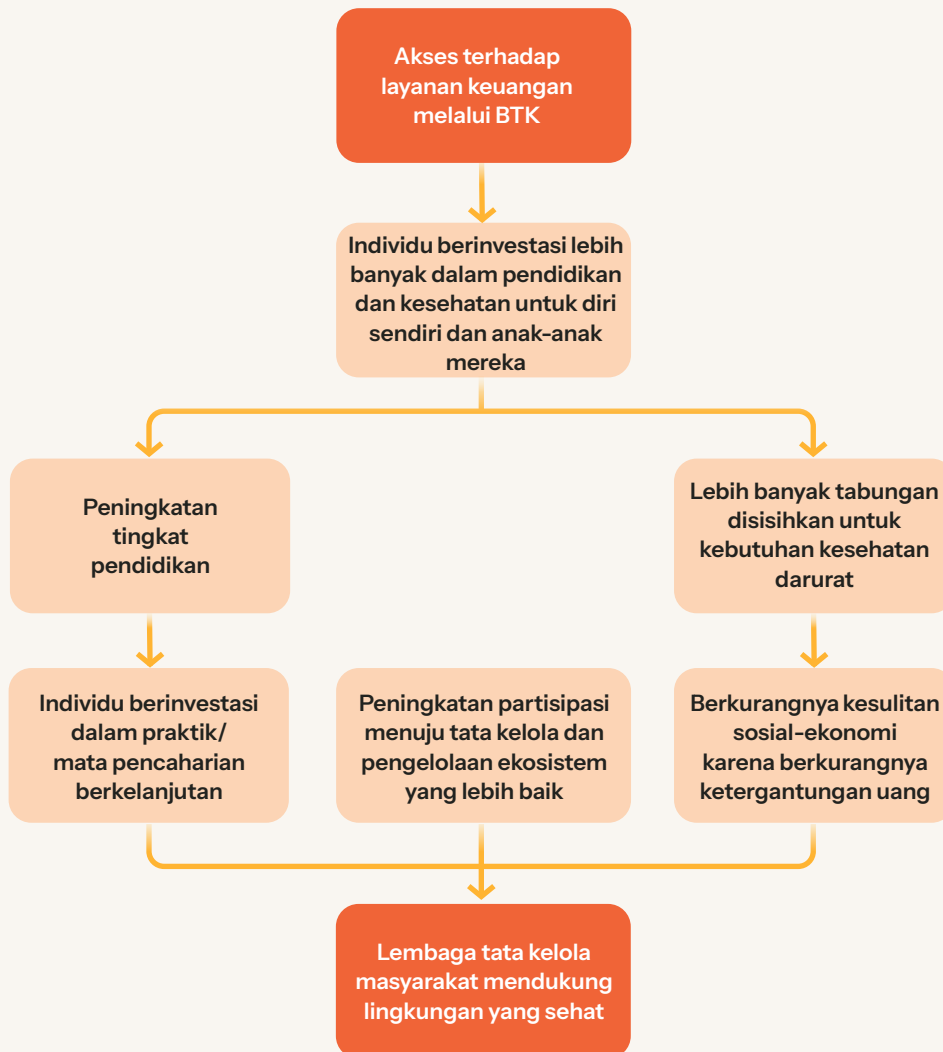 Akses terhadap
layanan keuangan
melalui BTK
Individu berinvestasi lebih
banyak dalam pendidikan
dan kesehatan untuk diri
sendiri dan anak-anak
mereka
Peningkatan
tingkat
pendidikan
Lebih banyak tabungan
disisihkan untuk
kebutuhan kesehatan
darurat
Individu berinvestasi
dalam praktik/
mata pencaharian
berkelanjutan
Peningkatan partisipasi
menuju tata kelola dan
pengelolaan ekosistem
yang lebih baik
Berkurangnya kesulitan
sosial-ekonomi
karena berkurangnya
ketergantungan uang
Lembaga tata kelola
masyarakat mendukung
lingkungan yang sehat